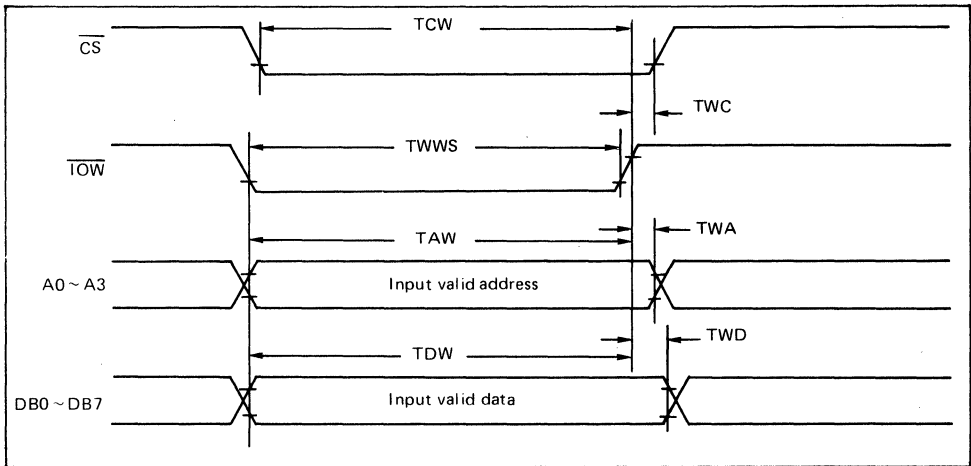 TCW
CS
TWC
TWWS
IOW
TAW
TWA
A0 ~ A3
Input valid address
TDW
TWD
DB0 ~ DB7
Input valid data